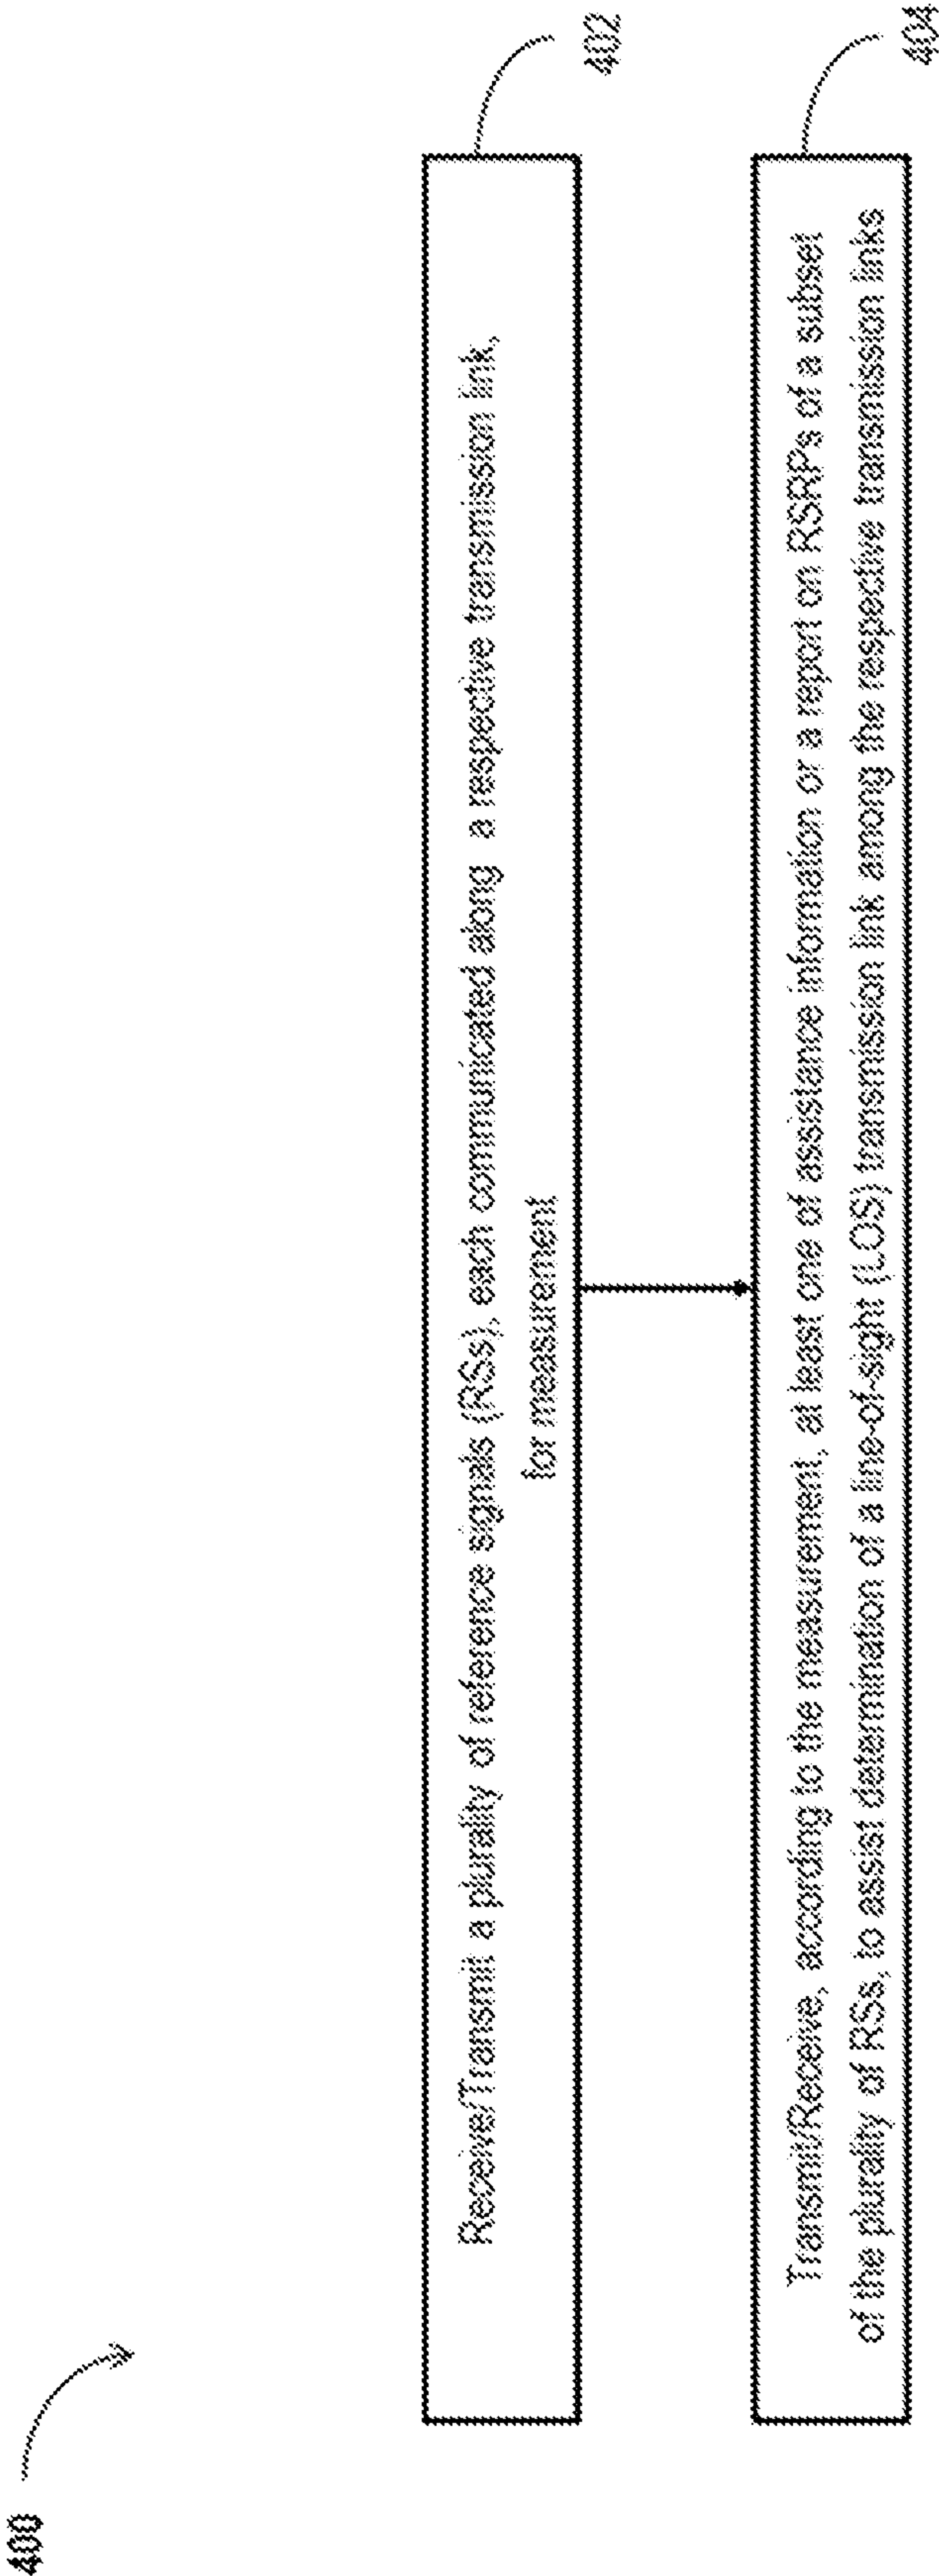 400
Receive/Transmit a plurality of reference signals (RSs), each communicated along a respective transmission link,
for measurement
402
Transmit/Receive, according to the measurement, at least one of assistance information or a report on RSRPs of a subset
of the plurality of RSs, to assist determination of a line-of-sight (LOS) transmission link among the respective transmission links
404